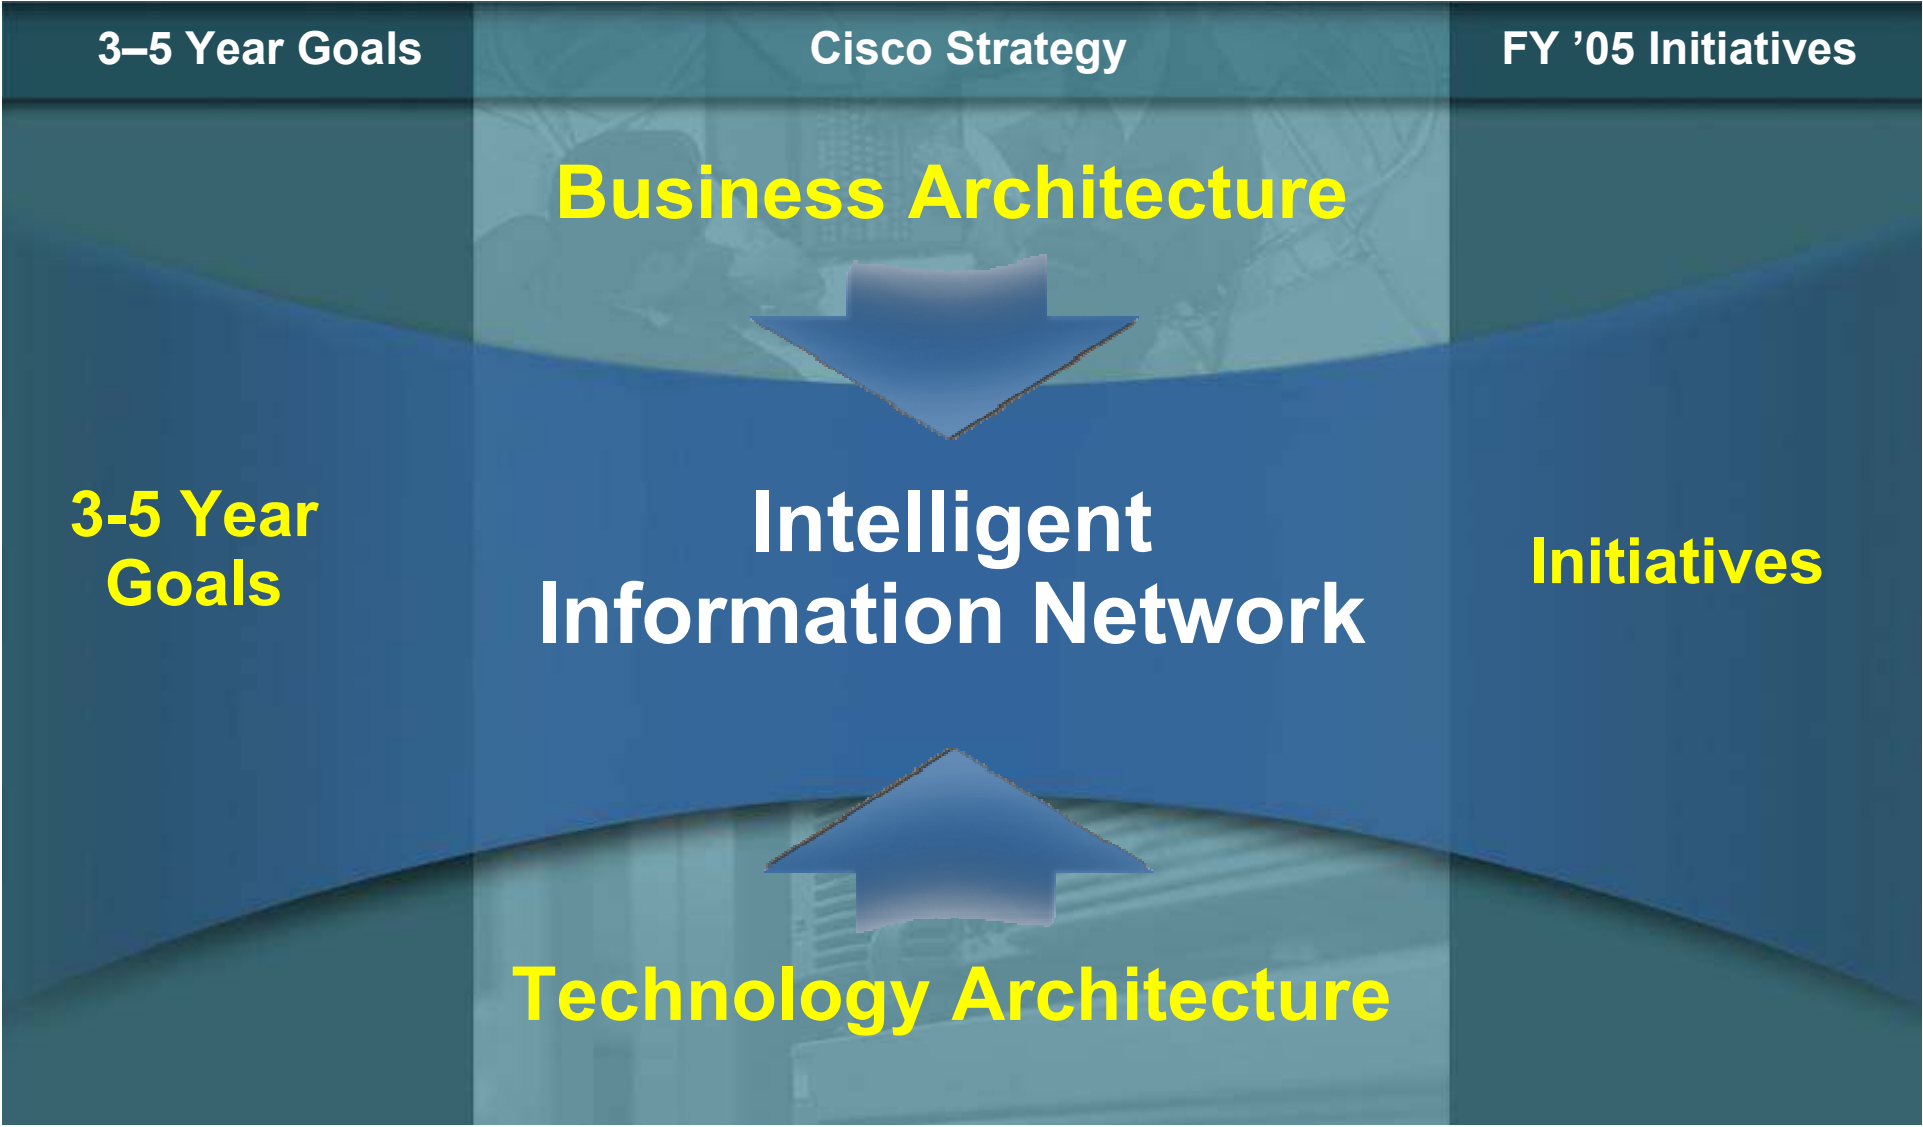 3–5 Year Goals
Cisco Strategy
FY ’05 Initiatives
Business Architecture
3-5 Year
Goals
Intelligent
Information Network
Initiatives
Technology Architecture